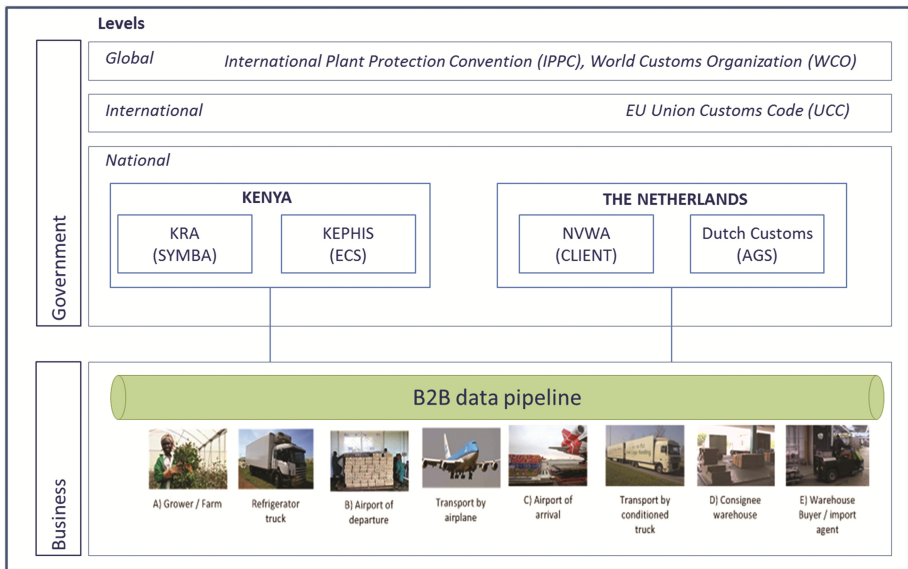 Levels
Global
International Plant Protection Convention (IPPC), World Customs Organization (WCO)
International
EU Union Customs Code (UCC)
National
Government
KENYA
KRA
(SYMBA)
KEPHIS
(ECS)
THE NETHERLANDS
NVWA
(CLIENT)
Dutch Customs
(AGS)
Business
B2B data pipeline
A) Grower / Farm
Refrigerator
truck
B) Airport of
departure
Transport by
airplane
C) Airport of
arrival
Transport by
conditioned
truck
D) Consignee
warehouse
E) Warehouse
Buyer / import
agent